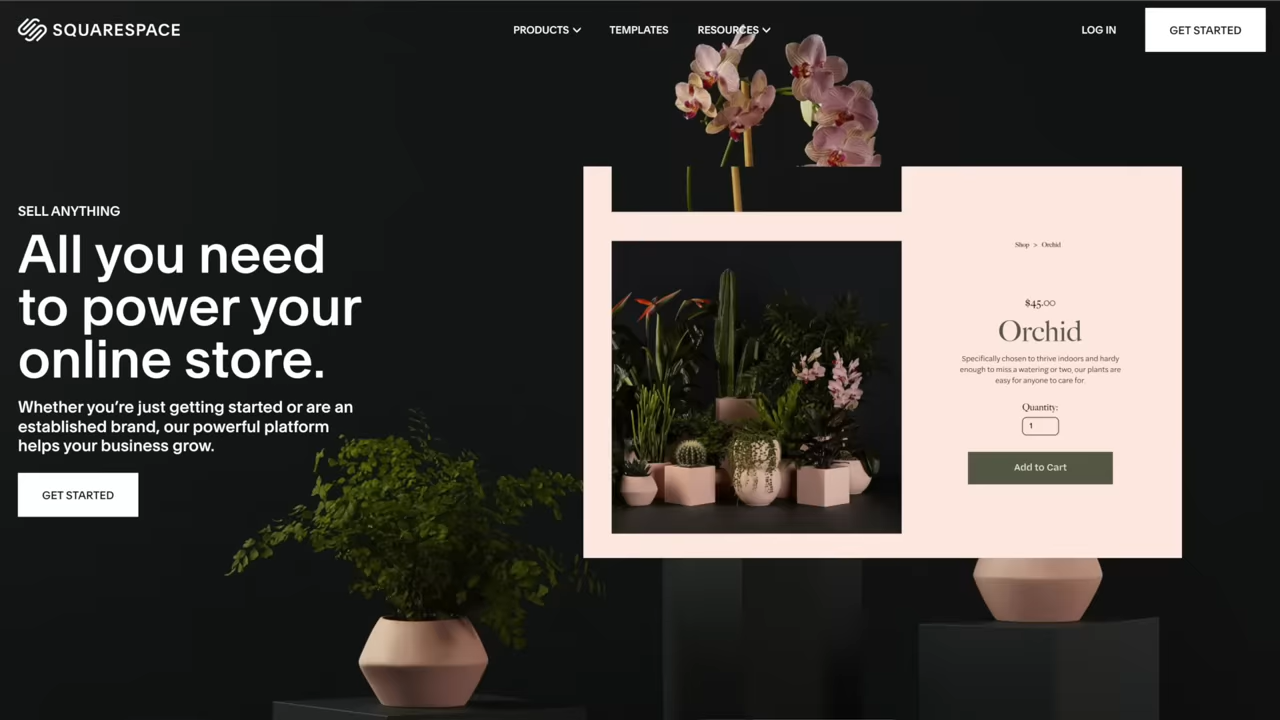 SQUARESPACE
PRODUCTS
TEMPLATES
RESOURCES
LOG IN
GET STARTED
SELL ANYTHING
All you need
to power your
online store.
Whether you’re just getting started or are an
established brand, our powerful platform
helps your business grow.
GET STARTED
Shop > Orchid
$45.00
Orchid
Specifically chosen to thrive indoors and hardy
enough to miss a watering or two, our plants are
easy for anyone to care for.
Quantity:
1
Add to Cart